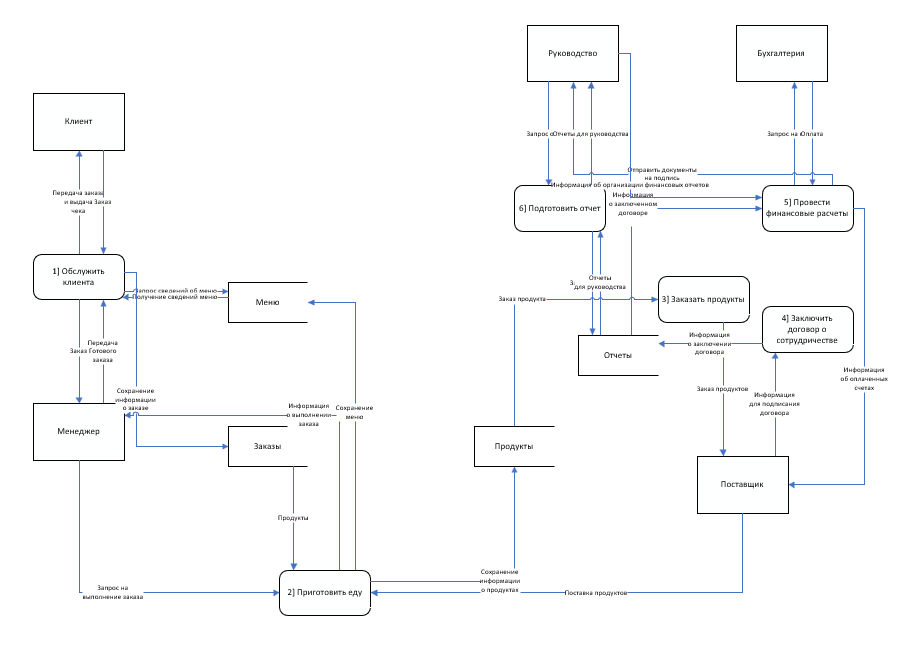 Руководство
Бухгалтерия
Клиент
Запрос
Отчеты для руководства
Запрос на
Оплата
Отправить документы
на подпись
Информация об организации финансовых отчетов
Передача заказа
и выдача
чека
Заказ
Информация
о заключенном
договоре
6] Подготовить отчет
5] Провести
финансовые расчеты
1] Обслужить
клиента
Запрос сведений об меню
Получение сведений меню
Меню
Отчеты
для руководства
Заказ продукта
3] Заказать продукты
4] Заключить
договор о
сотрудничестве
Заказ
Передача
Готового
заказа
Отчеты
Информация
о заключении
договора
Информация
об оплаченных
счетах
Сохранение
информации
о заказе
Заказ продуктов
Информация
для подписания
договора
Информация
о выполнении
заказа
Сохранение
меню
Менеджер
Заказы
Продукты
Поставщик
Продукты
Сохранение
информации
о продуктах
Запрос на
выполнение заказа
2] Приготовить еду
Поставка продуктов